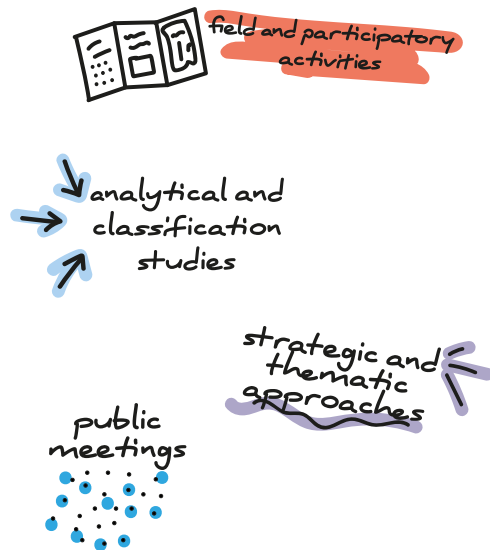 field and participatory
activities
analytical and
classification
studies
strategic and
thematic
approaches
public
meetings